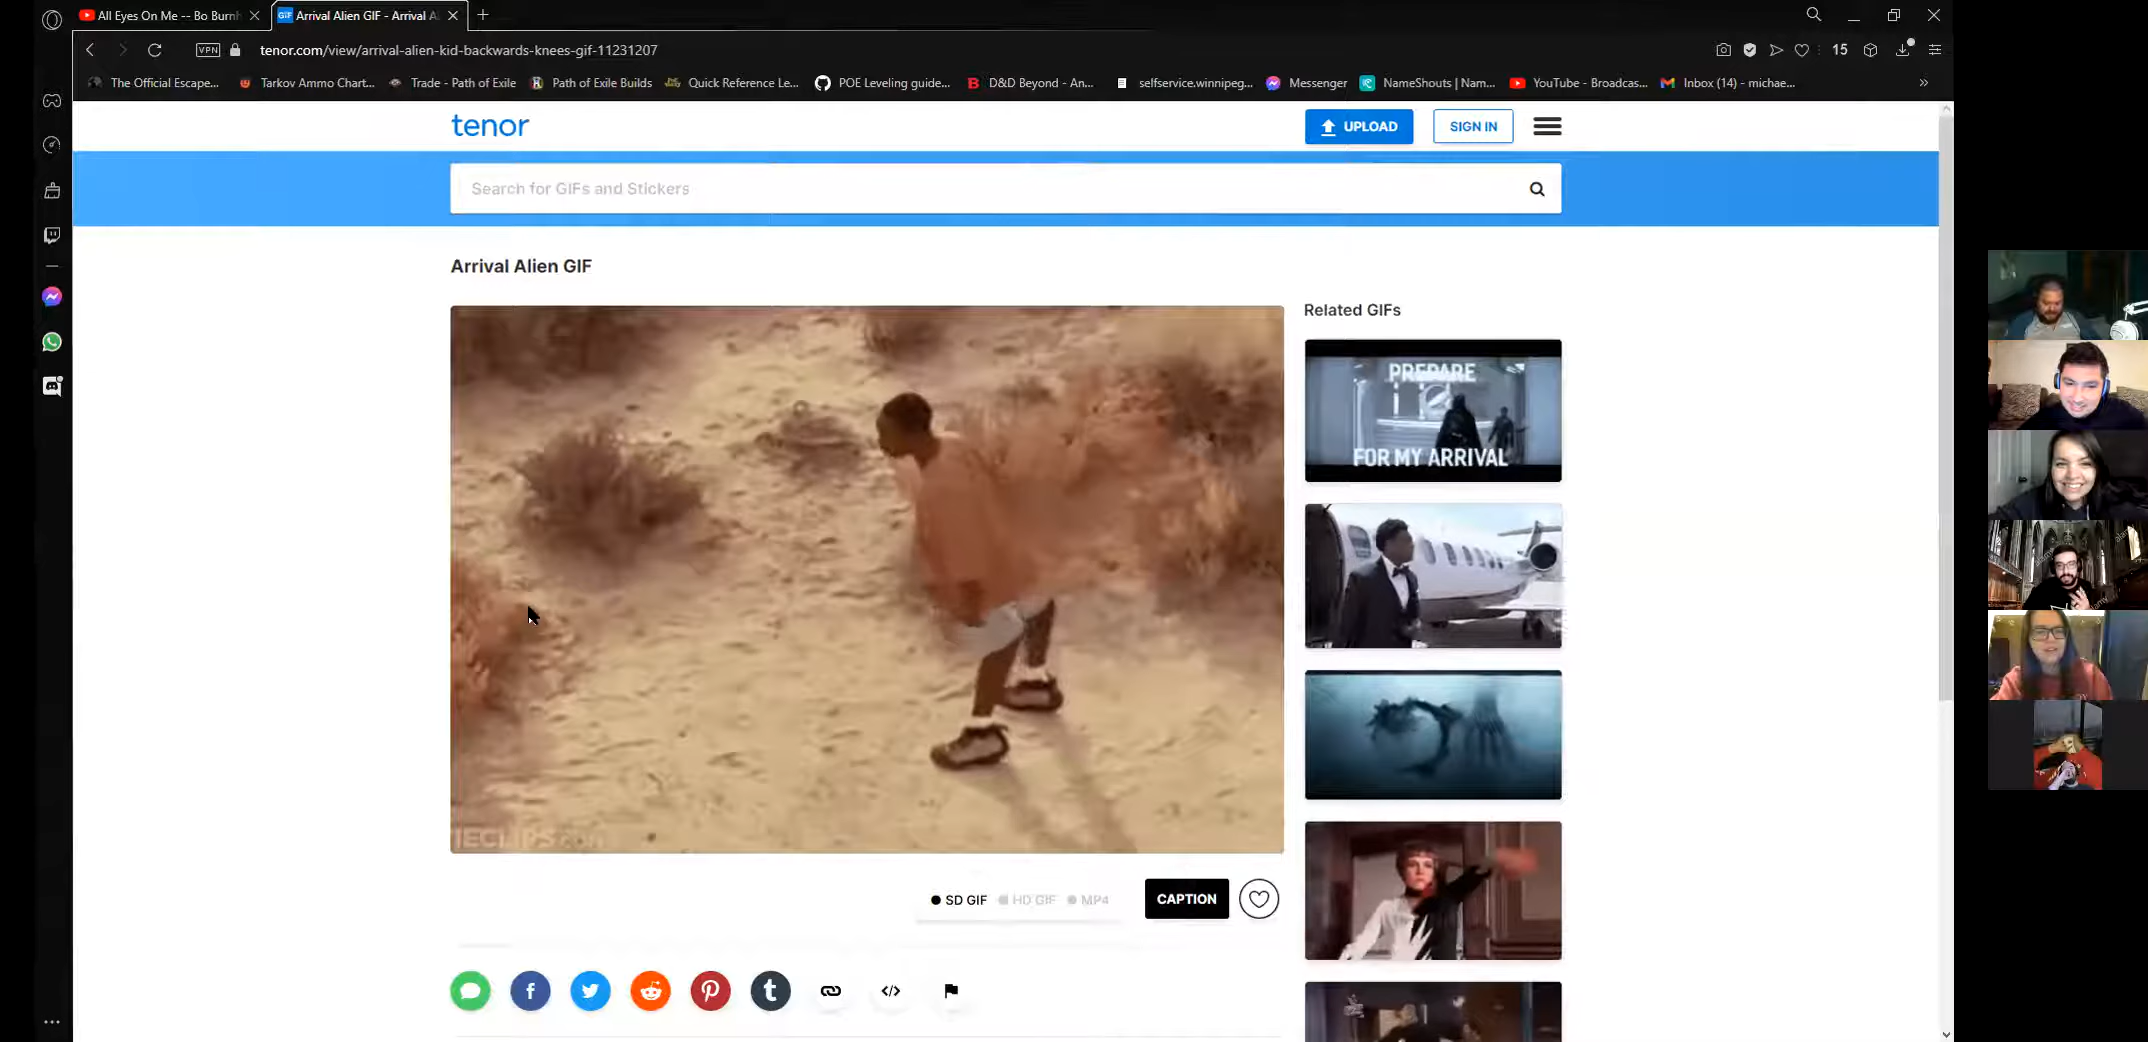 All Eyes On Me -- Bo Burnh
GIF Arrival Alien GIF - Arrival A
VPN tenor.com/view/arrival-alien-kid-backwards-knees-gif-11231207
15
The Official Escape...
Tarkov Ammo Chart...
Trade - Path of Exile
Path of Exile Builds
Quick Reference Le...
POE Leveling guide...
D&D Beyond - An...
selfservice.winnipeg...
Messenger
NameShouts | Nam...
YouTube - Broadcas...
Inbox (14) - michae...
tenor
UPLOAD
SIGN IN
Search for GIFs and Stickers
Arrival Alien GIF
Related GIFs
PREPARE
FOR MY ARRIVAL
SD GIF
HD GIF
MP4
CAPTION